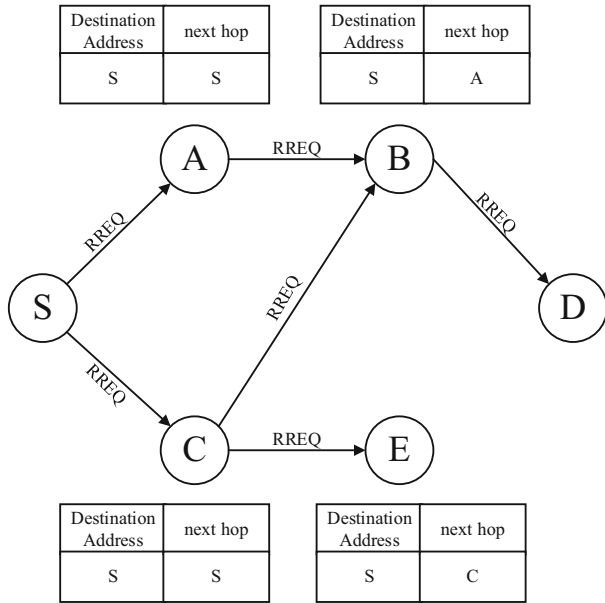 Destination
Address
next hop
S
S
Destination
Address
next hop
S
A
A
RREQ
B
RREQ
RREQ
S
RREQ
D
RREQ
C
RREQ
E
Destination
Address
next hop
S
S
Destination
Address
next hop
S
C